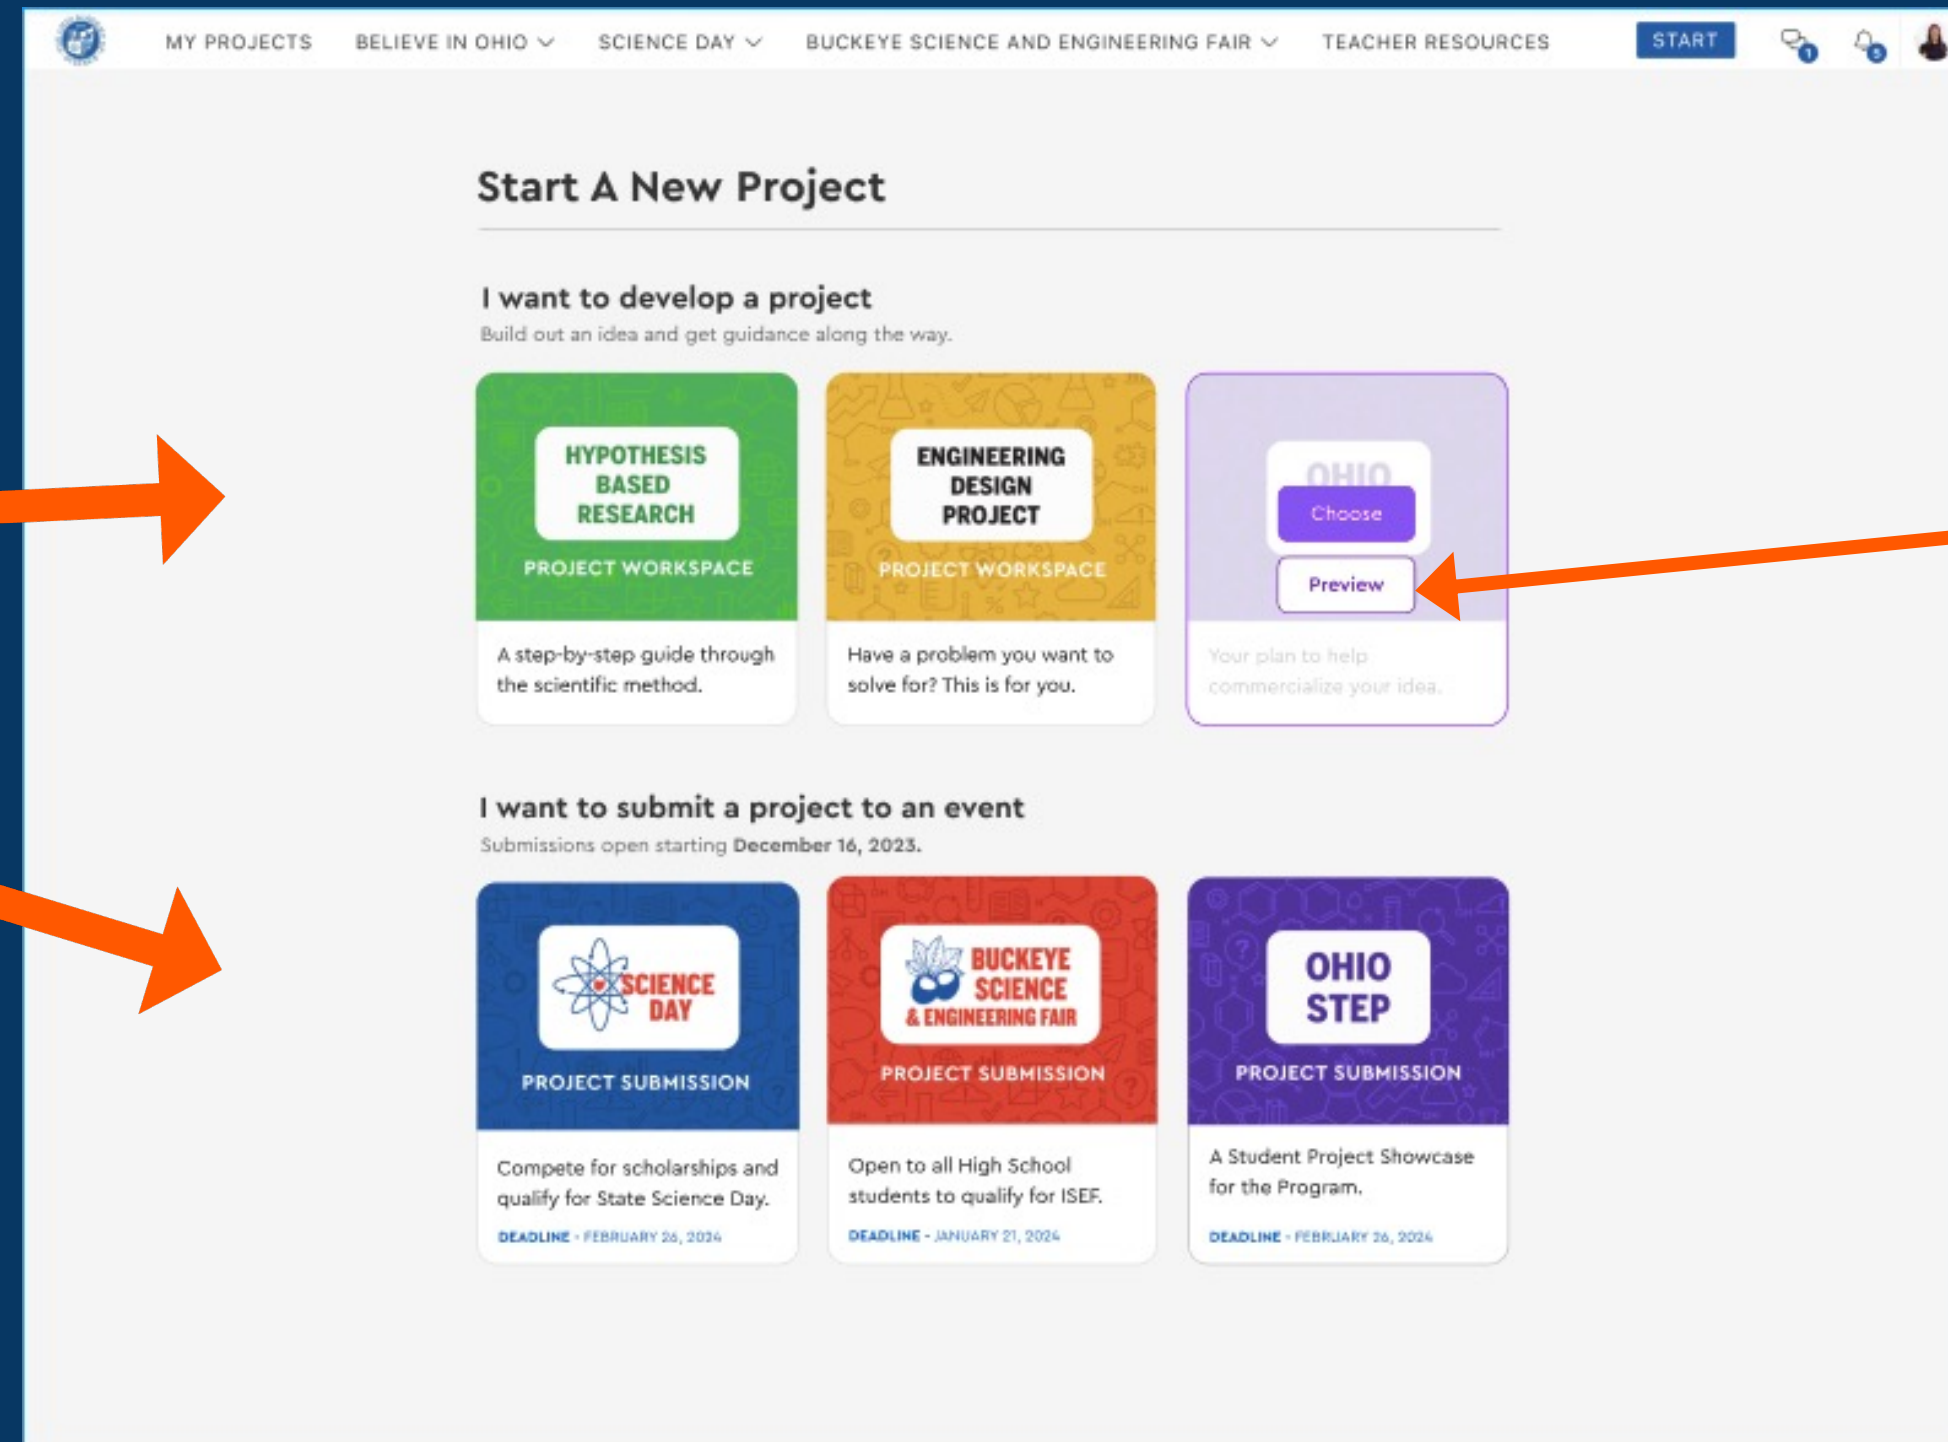 MY PROJECTS BELIEVE IN OHIO SCIENCE DAY BUCKEYE SCIENCE AND ENGINEERING FAIR TEACHER RESOURCES START 1 5
Start A New Project
I want to develop a project
Build out an idea and get guidance along the way.
HYPOTHESIS
BASED
RESEARCH
PROJECT WORKSPACE
A step-by-step guide through
the scientific method.
ENGINEERING
DESIGN
PROJECT
PROJECT WORKSPACE
Have a problem you want to
solve for? This is for you.
OHIO
Choose
Preview
Your plan to help
commercialize your idea.
I want to submit a project to an event
Submissions open starting December 16, 2023.
SCIENCE
DAY
PROJECT SUBMISSION
Compete for scholarships and
qualify for State Science Day.
DEADLINE - FEBRUARY 26, 2024
BUCKEYE
SCIENCE
& ENGINEERING FAIR
PROJECT SUBMISSION
Open to all High School
students to qualify for ISEF.
DEADLINE - JANUARY 21, 2024
OHIO
STEP
PROJECT SUBMISSION
A Student Project Showcase
for the Program.
DEADLINE - FEBRUARY 26, 2024